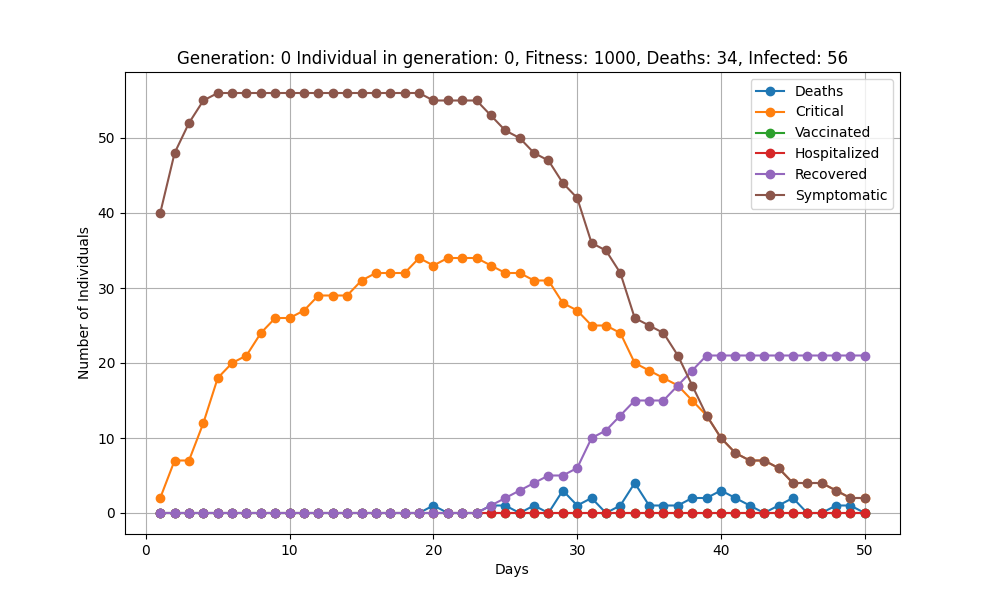 Generation: 0 Individual in generation: 0, Fitness: 1000, Deaths: 34, Infected: 56
Deaths
Critical
Vaccinated
Hospitalized
Recovered
Symptomatic
Number of Individuals
50
40
30
20
10
0
0 10 20 30 40 50
Days